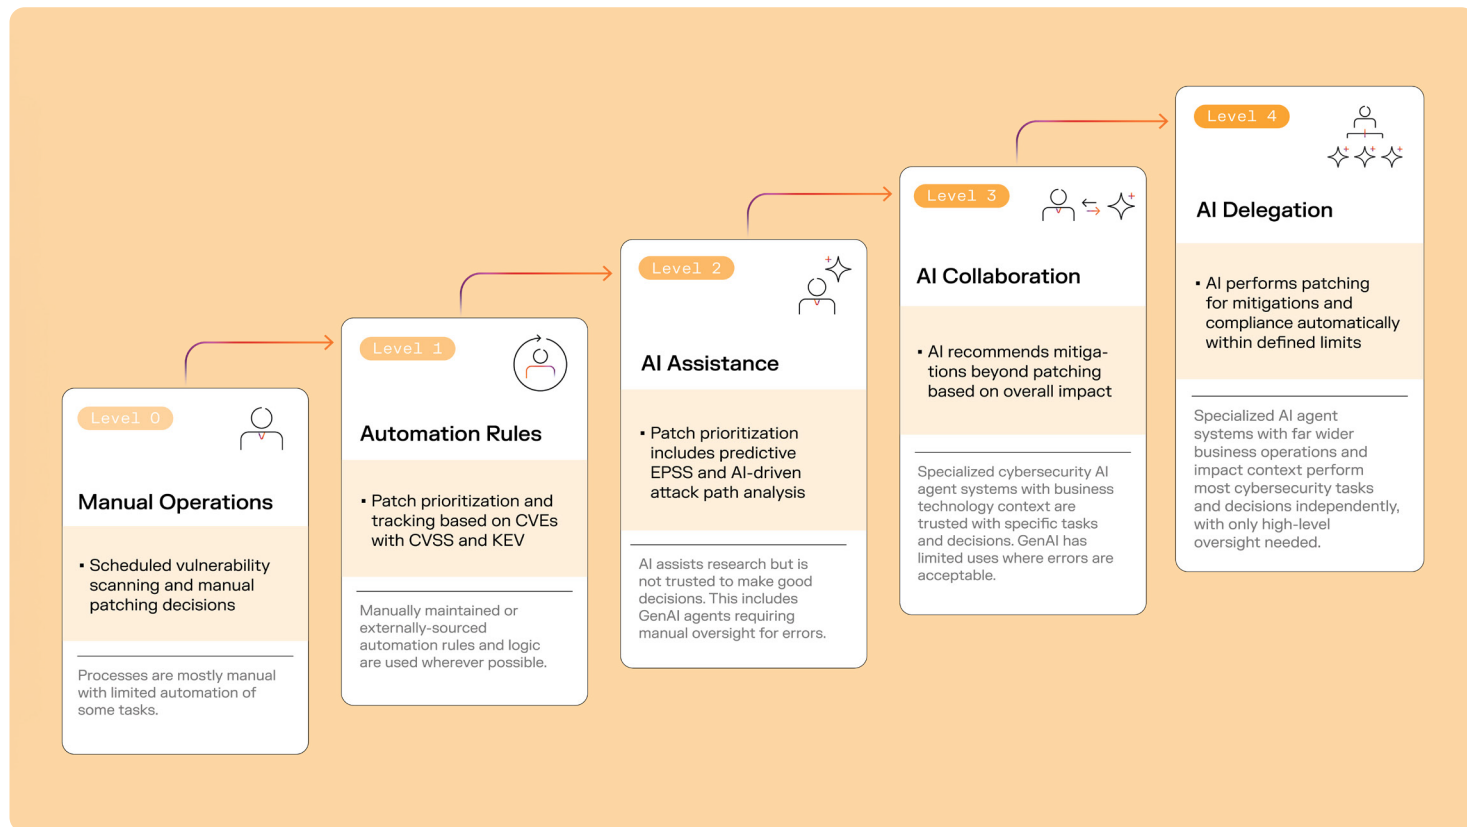 Level 0
Manual Operations
▪ Scheduled vulnerability
scanning and manual
patching decisions
Processes are mostly manual
with limited automation of
some tasks.
Level 1
Automation Rules
▪ Patch prioritization and
tracking based on CVEs
with CVSS and KEV
Manually maintained or
externally-sourced
automation rules and logic
are used wherever possible.
Level 2
AI Assistance
▪ Patch prioritization
includes predictive
EPSS and AI-driven
attack path analysis
AI assists research but is
not trusted to make good
decisions. This includes
GenAI agents requiring
manual oversight for errors.
Level 3
AI Collaboration
▪ AI recommends mitiga-
tions beyond patching
based on overall impact
Specialized cybersecurity AI
agent systems with business
technology context are
trusted with specific tasks
and decisions. GenAI has
limited uses where errors are
acceptable.
Level 4
AI Delegation
▪ AI performs patching
for mitigations and
compliance automatically
within defined limits
Specialized AI agent
systems with far wider
business operations and
impact context perform
most cybersecurity tasks
and decisions independently,
with only high-level
oversight needed.